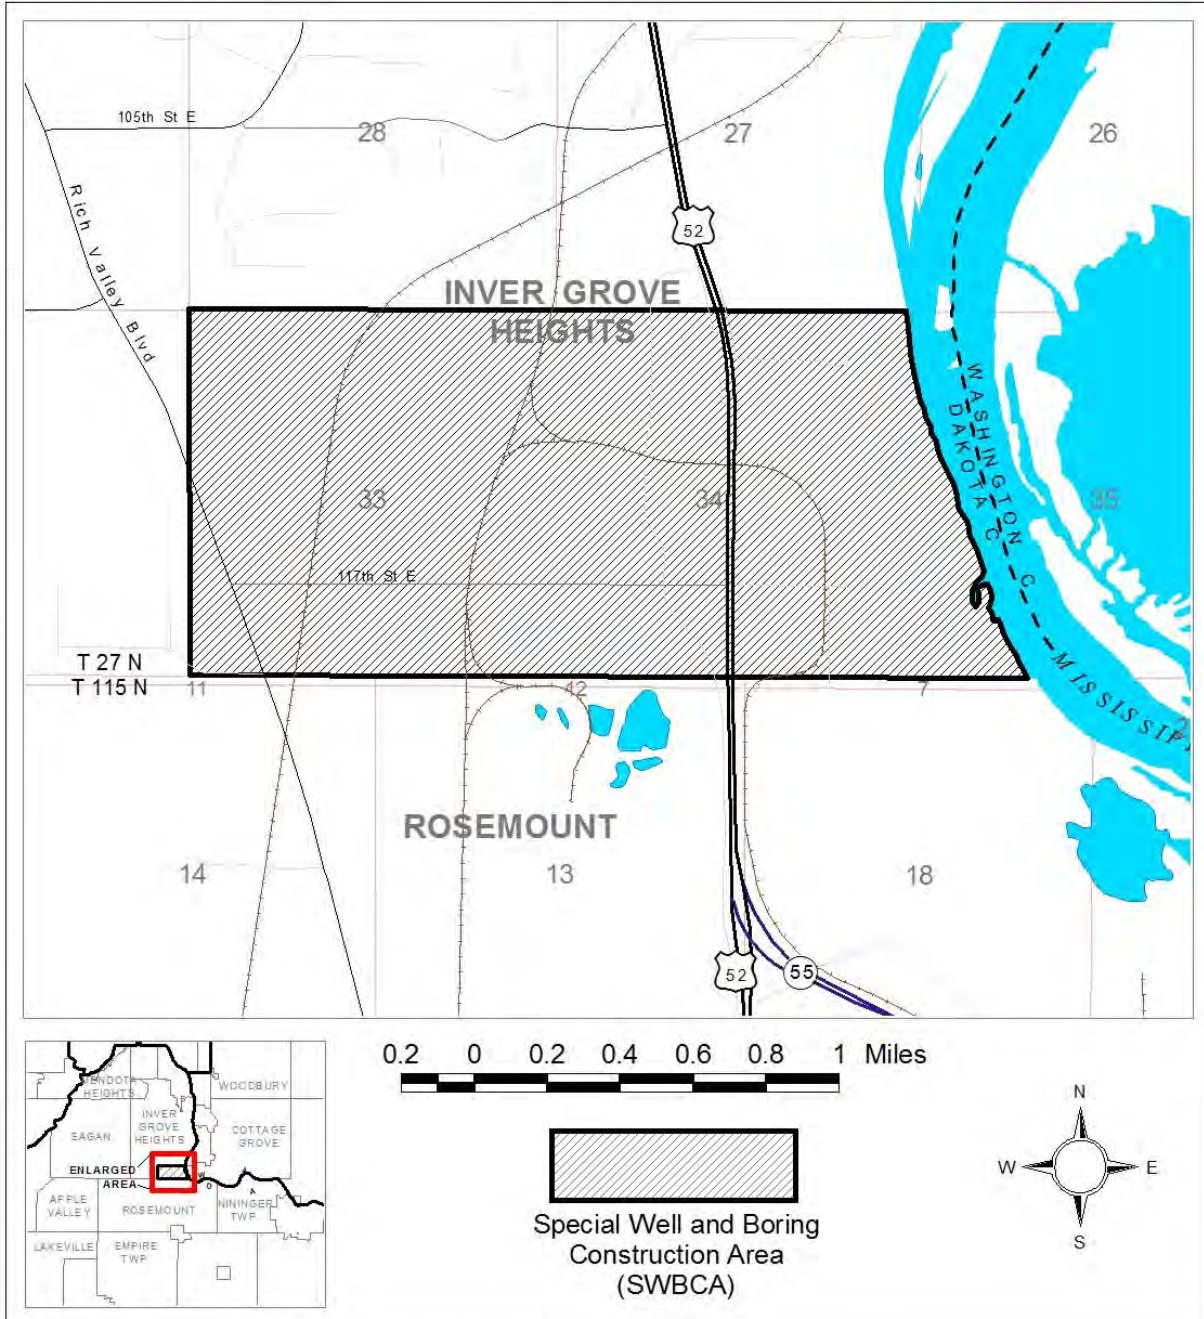 105th St E
28
27
26
Rich Valley Blvd
52
INVER GROVE
HEIGHTS
WASHINGTON C
DAKOTA C
33
34
35
117th St E
T 27 N
T 115 N
11
12
7
MISSISSIP
2
ROSEMOUNT
14
13
18
52
55
0.2 0 0.2 0.4 0.6 0.8 1 Miles
MENDOTA
HEIGHTS
WOODBURY
INVER
GROVE
HEIGHTS
EAGAN
COTTAGE
GROVE
ENLARGED
AREA
APPLE
VALLEY
ROSEMOUNT
NININGER
TWP
LAKEVILLE
EMPIRE
TWP
Special Well and Boring
Construction Area
(SWBCA)
N
W E
S